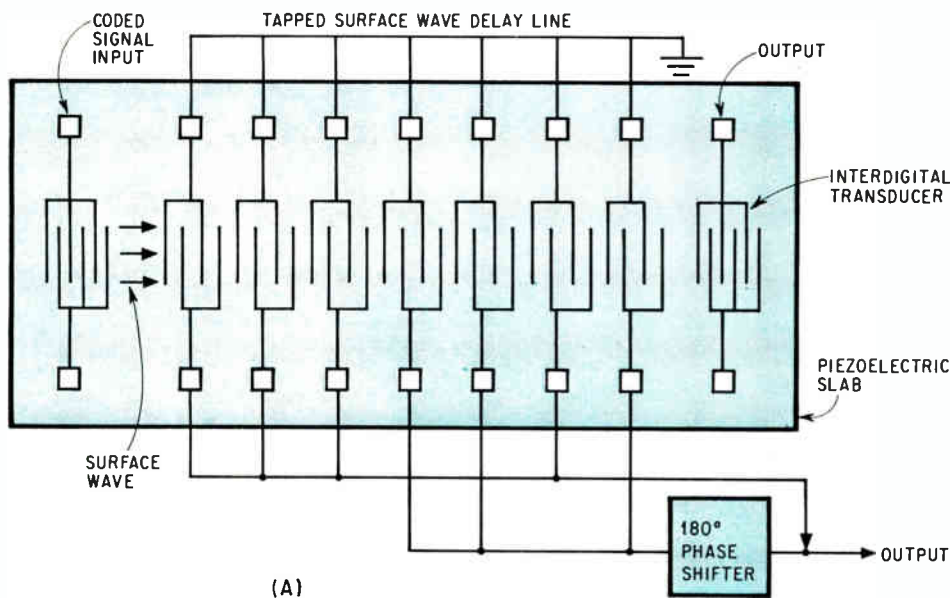 CODED
SIGNAL
INPUT
TAPPED SURFACE WAVE DELAY LINE
OUTPUT
INTERDIGITAL
TRANSDUCER
PIEZOELECTRIC
SLAB
SURFACE
WAVE
180°
PHASE
SHIFTER
OUTPUT
(A)